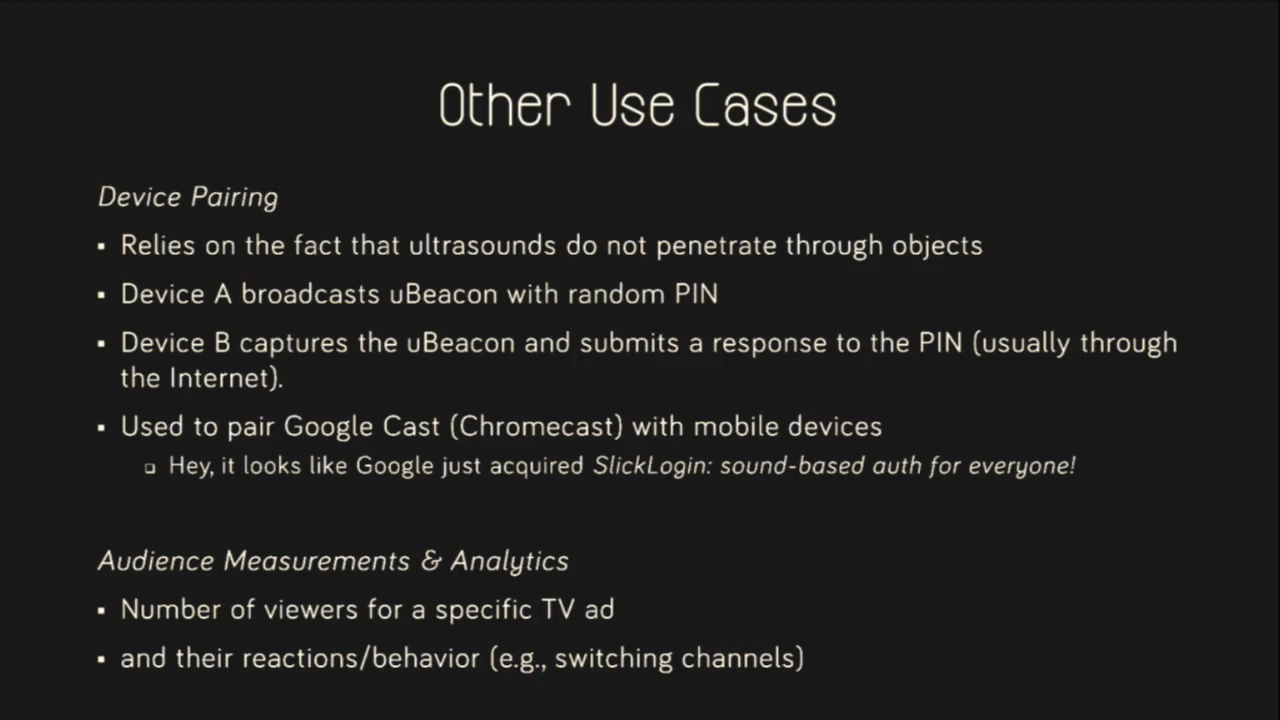 Other Use Cases
Device Pairing
▪ Relies on the fact that ultrasounds do not penetrate through objects
▪ Device A broadcasts uBeacon with random PIN
▪ Device B captures the uBeacon and submits a response to the PIN (usually through
the Internet).
▪ Used to pair Google Cast (Chromecast) with mobile devices
❑ Hey, it looks like Google just acquired SlickLogin: sound-based auth for everyone!
Audience Measurements & Analytics
▪ Number of viewers for a specific TV ad
▪ and their reactions/behavior (e.g., switching channels)